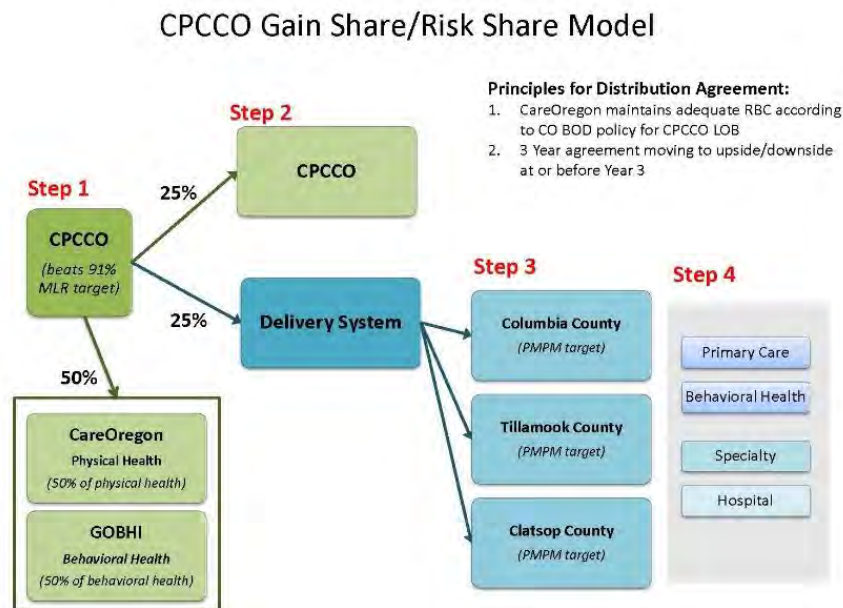 CPCCO Gain Share/Risk Share Model
Principles for Distribution Agreement:
1. CareOregon maintains adequate RBC according
to CO BOD policy for CPCCO LOB
2. 3 Year agreement moving to upside/downside
at or before Year 3
Step 1
CPCCO
(beats 91%
MLR target)
25%
25%
50%
CareOregon
Physical Health
(50% of physical health)
GOBHI
Behavioral Health
(50% of behavioral health)
Step 2
CPCCO
Delivery System
Step 3
Columbia County
(PMPM target)
Tillamook County
(PMPM target)
Clatsop County
(PMPM target)
Step 4
Primary Care
Behavioral Health
Specialty
Hospital